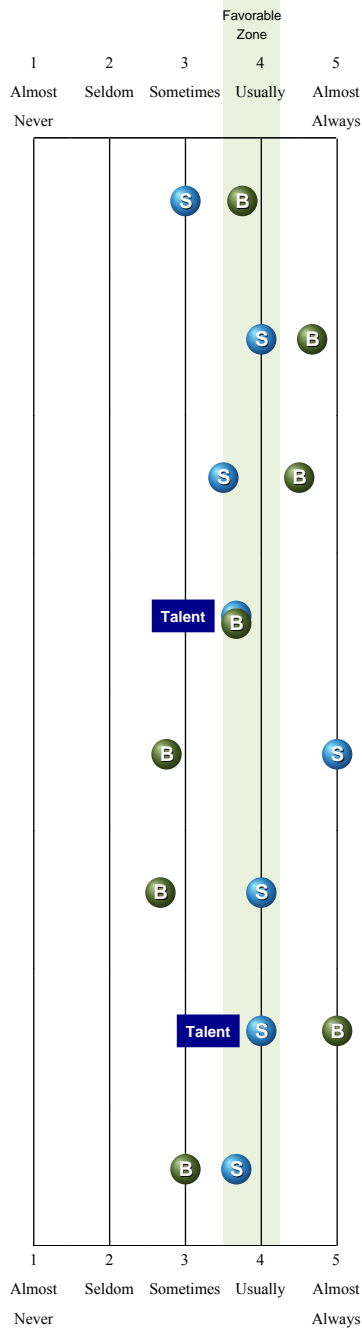 Favorable
Zone
1 2 3 4 5
Almost Seldom Sometimes Usually Almost
Never Always
S B
S B
S B
Talent B
B S
B S
Talent S B
B S
1 2 3 4 5
Almost Seldom Sometimes Usually Almost
Never Always